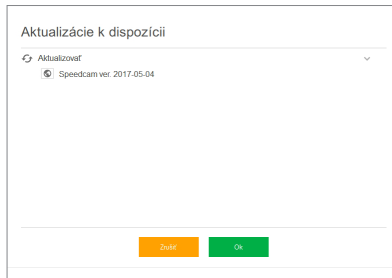 Aktualizácie k dispozícii
Aktualizovať
Speedcam ver. 2017-05-04
Zrušiť Ok